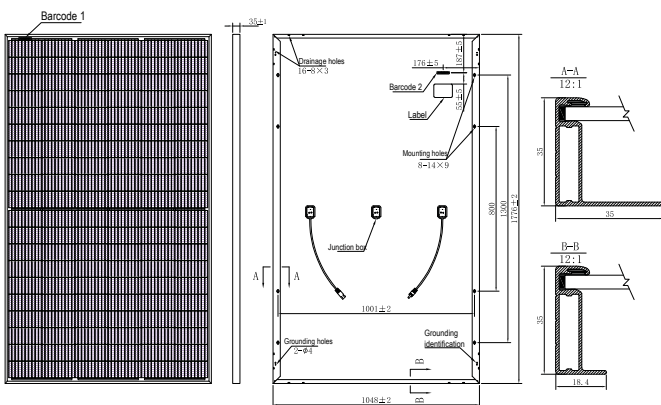 Barcode 1
35±1
Drainage holes
16-8×3
176±5
187±5
Barcode 2
55±5
Label
Mounting holes
8-14×9
800
1300
1776±2
Junction box
A
A
1001±2
Grounding holes
2-φ4
Grounding
identification
B
B
1048±2
A-A
12:1
35
35
B-B
12:1
35
18.4